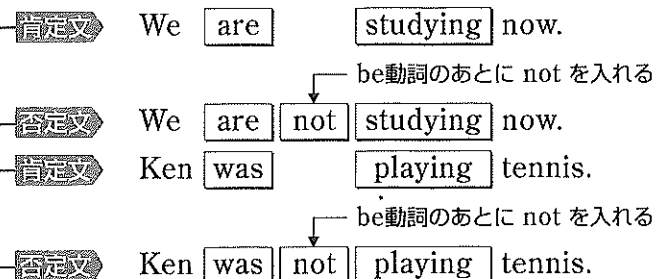 肯定文 We are studying now.
be動詞のあとに not を入れる
否定文 We are not studying now.
肯定文 Ken was playing tennis.
be動詞のあとに not を入れる
否定文 Ken was not playing tennis.